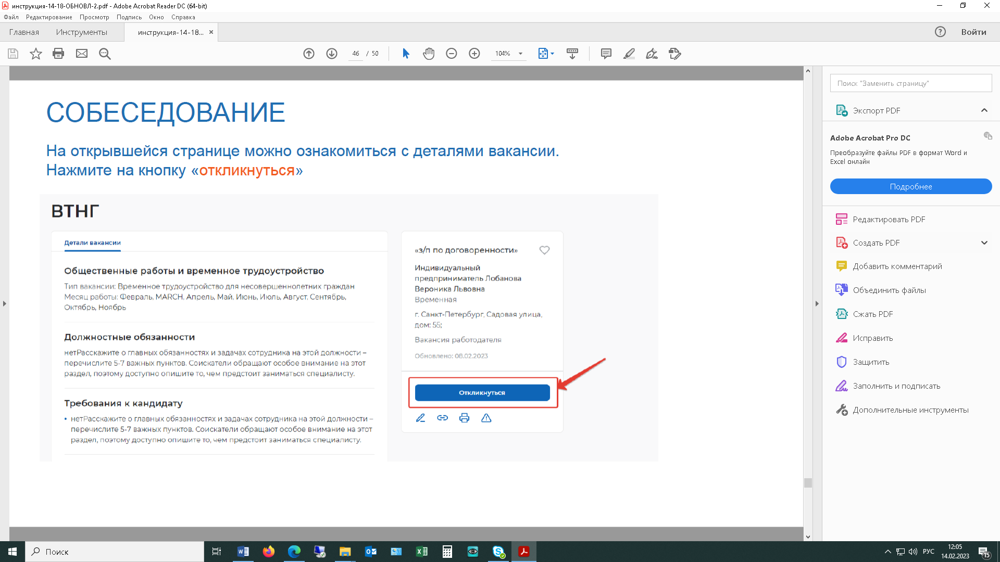 инструкция-14-18-ОБНОВЛ-2.pdf - Adobe Acrobat Reader DC (64-bit)
Файл Редактирование Просмотр Подпись Окно Справка
Главная Инструменты инструкция-14-18... × Войти
46 / 50 104%
СОБЕСЕДОВАНИЕ
На открывшейся странице можно ознакомиться с деталями вакансии.
Нажмите на кнопку «откликнуться»
ВТНГ
Детали вакансии
Общественные работы и временное трудоустройство
Тип вакансии: Временное трудоустройство для несовершеннолетних граждан
Месяц работы: Февраль, MARCH, Апрель, Май, Июнь, Июль, Август, Сентябрь,
Октябрь, Ноябрь
Должностные обязанности
нетРасскажите о главных обязанностях и задачах сотрудника на этой должности –
перечислите 5-7 важных пунктов. Соискатели обращают особое внимание на этот
раздел, поэтому доступно опишите то, чем предстоит заниматься специалисту.
Требования к кандидату
• нетРасскажите о главных обязанностях и задачах сотрудника на этой должности –
перечислите 5-7 важных пунктов. Соискатели обращают особое внимание на этот
раздел, поэтому доступно опишите то, чем предстоит заниматься специалисту.
«з/п по договоренности»
Индивидуальный
предприниматель Лобанова
Вероника Львовна
Временная
г. Санкт-Петербург, Садовая улица,
дом: 55;
Вакансия работодателя
Обновлено: 08.02.2023
Откликнуться
Поиск "Заменить страницу"
Экспорт PDF
Adobe Acrobat Pro DC
Преобразуйте файлы PDF в формат Word и
Excel онлайн
Подробнее
Редактировать PDF
Создать PDF
Добавить комментарий
Объединить файлы
Сжать PDF
Исправить
Защитить
Заполнить и подписать
Дополнительные инструменты
Поиск
РУС
12:05
14.02.2023
15